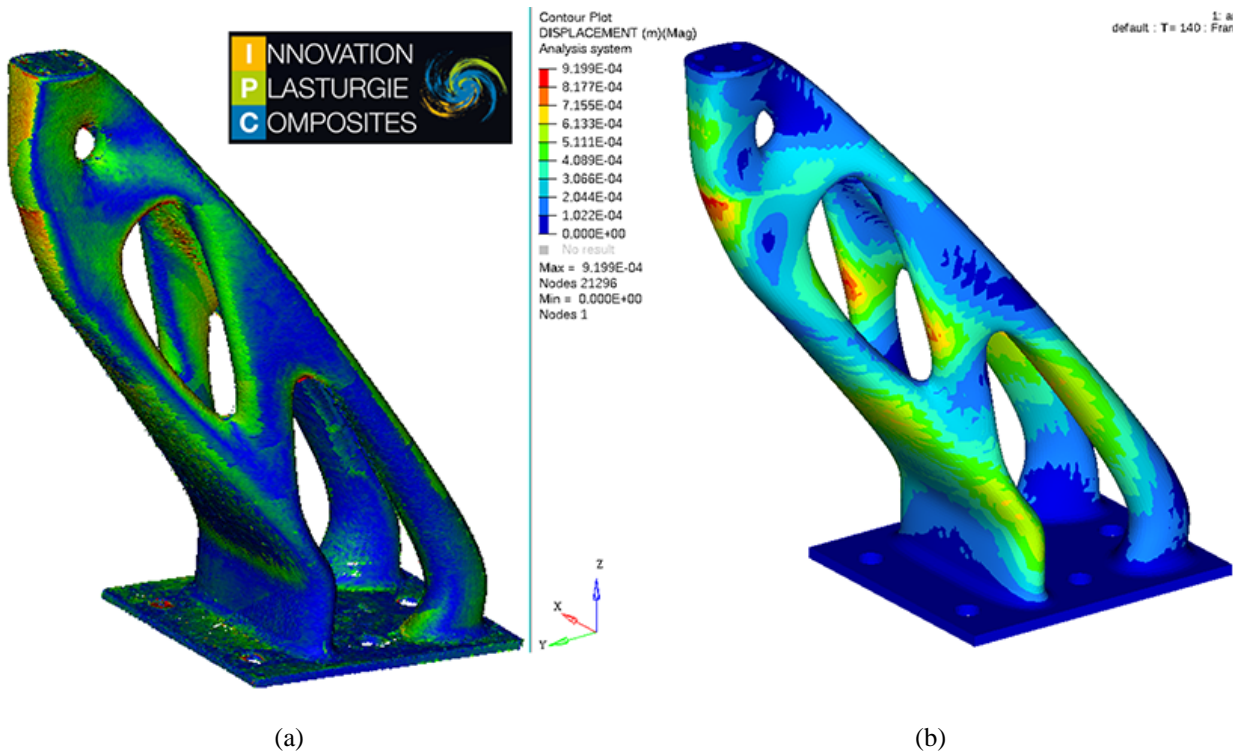 INNOVATION
PLASTURGIE
COMPOSITES
Contour Plot
DISPLACEMENT (m)(Mag)
Analysis system
9.199E-04
8.177E-04
7.155E-04
6.133E-04
5.111E-04
4.089E-04
3.066E-04
2.044E-04
1.022E-04
0.000E+00
No result
Max = 9.199E-04
Nodes 21296
Min = 0.000E+00
Nodes 1
1: a
default : T = 140 : Fram
Z
X
Y
(a)
(b)